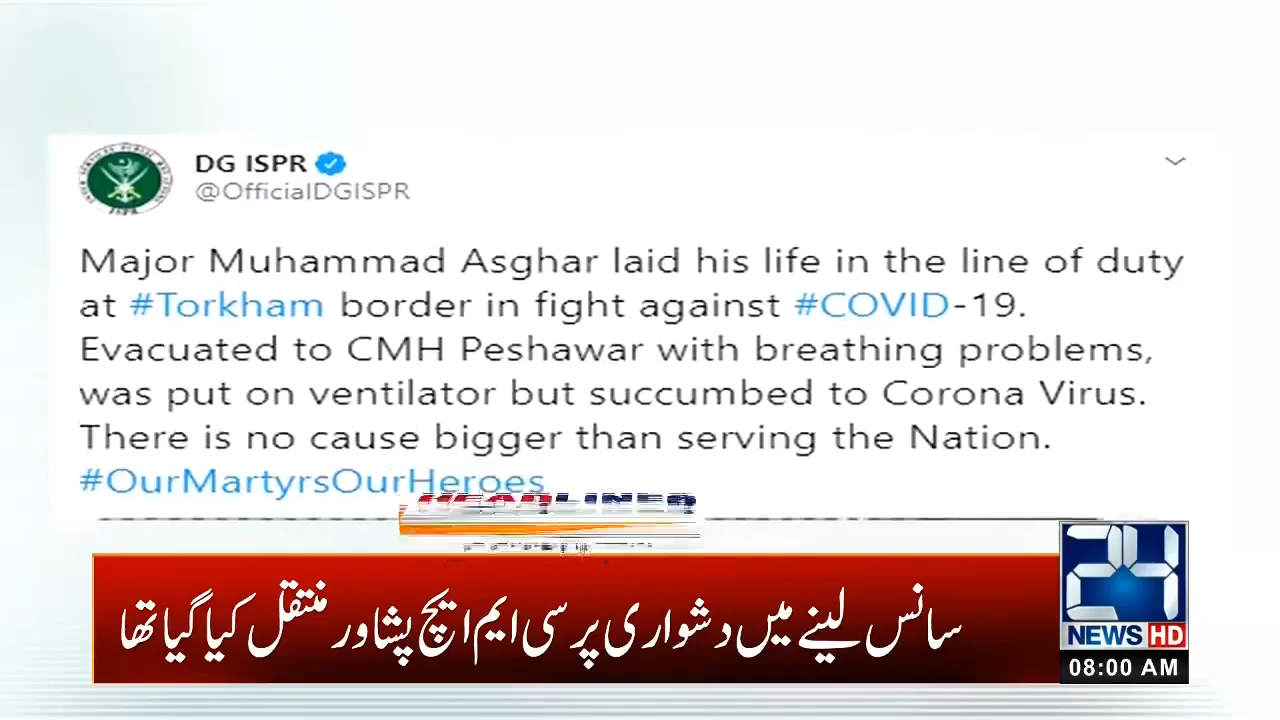 DG ISPR
@OfficialDGISPR
Major Muhammad Asghar laid his life in the line of duty
at #Torkham border in fight against #COVID-19.
Evacuated to CMH Peshawar with breathing problems,
was put on ventilator but succumbed to Corona Virus.
There is no cause bigger than serving the Nation.
#OurMartyrsOurHeroes
HEADLINES
سانس لینے میں دشواری پر سی ایم ایچ پشاور منتقل کیا گیا تھا
24
NEWS HD
08:00 AM